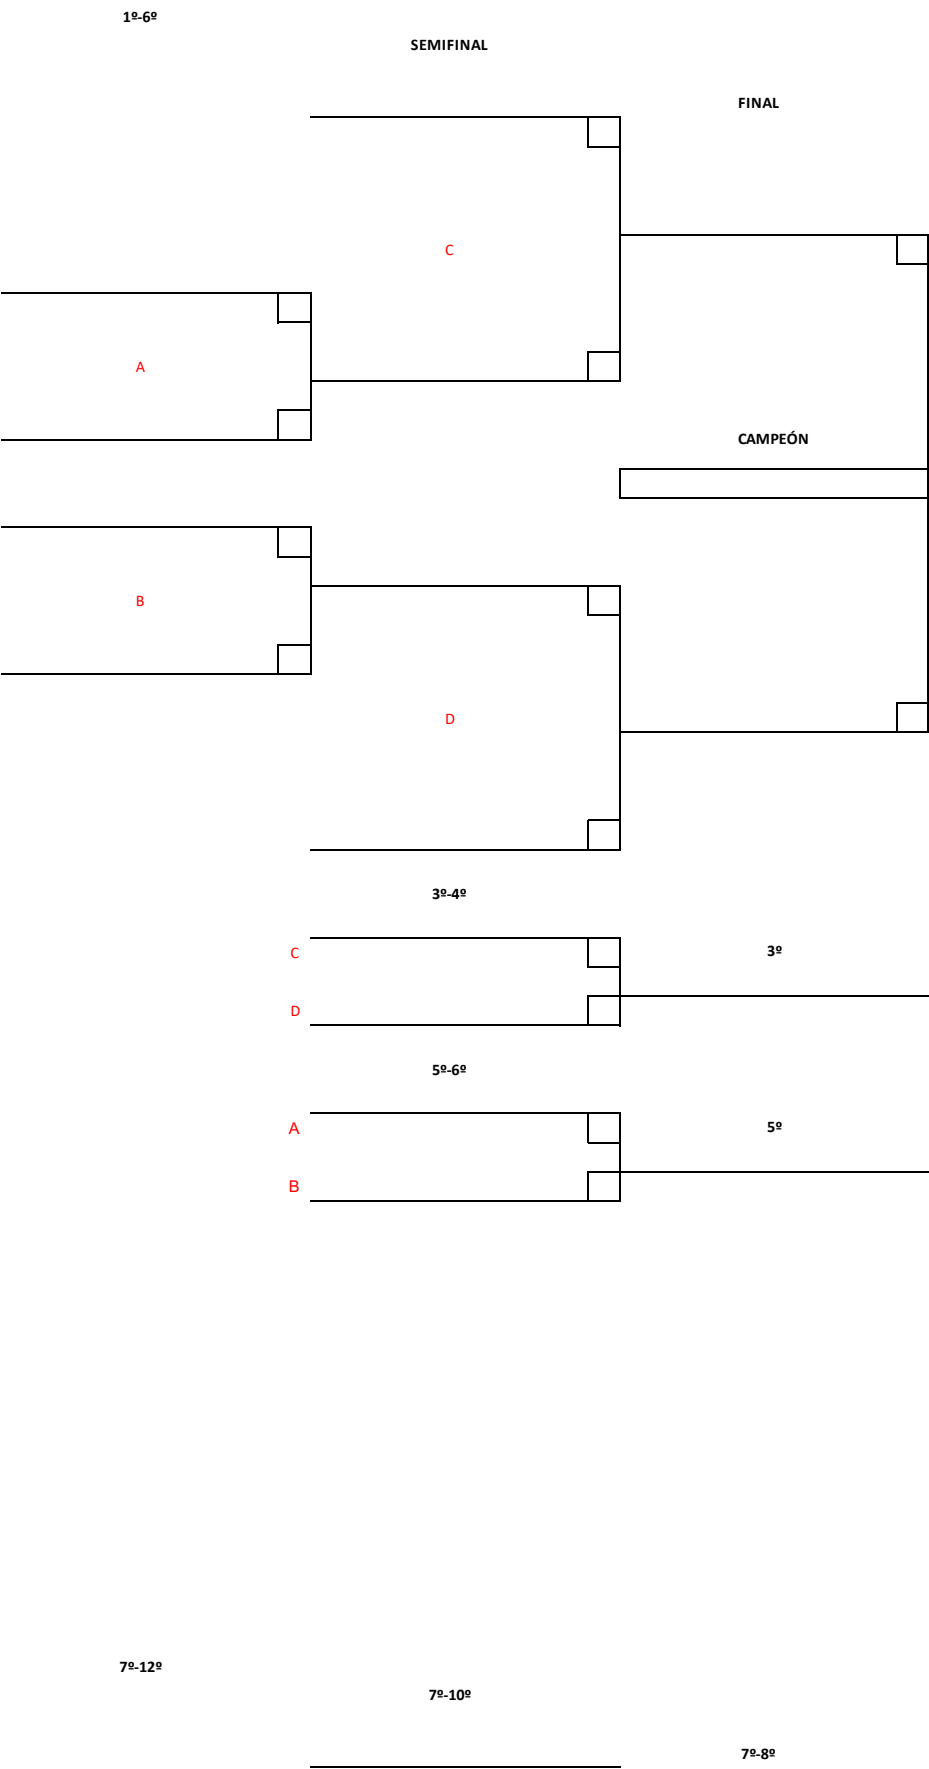 1º-6º
SEMIFINAL
FINAL
C
A
CAMPEÓN
B
D
3º-4º
C
3º
D
5º-6º
A
5º
B
7º-12º
7º-10º
7º-8º